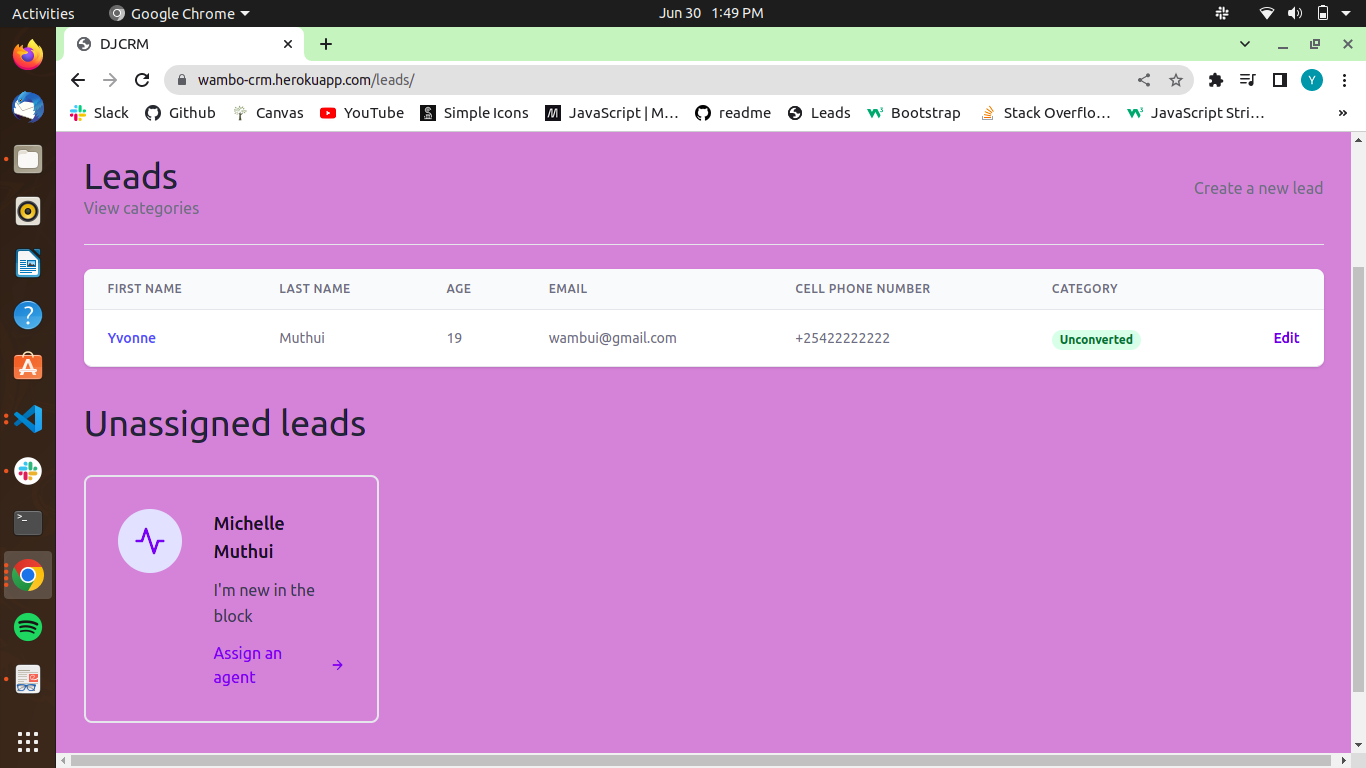 Activities Google Chrome Jun 30 1:49 PM
DJCRM
wambo-crm.herokuapp.com/leads/ Y
Slack Github Canvas YouTube Simple Icons JavaScript | M… readme Leads Bootstrap Stack Overflo… JavaScript Stri… »
Leads
View categories
Create a new lead
FIRST NAME LAST NAME AGE EMAIL CELL PHONE NUMBER CATEGORY
Yvonne Muthui 19 wambui@gmail.com +25422222222 Unconverted Edit
Unassigned leads
Michelle
Muthui
I'm new in the
block
Assign an
agent